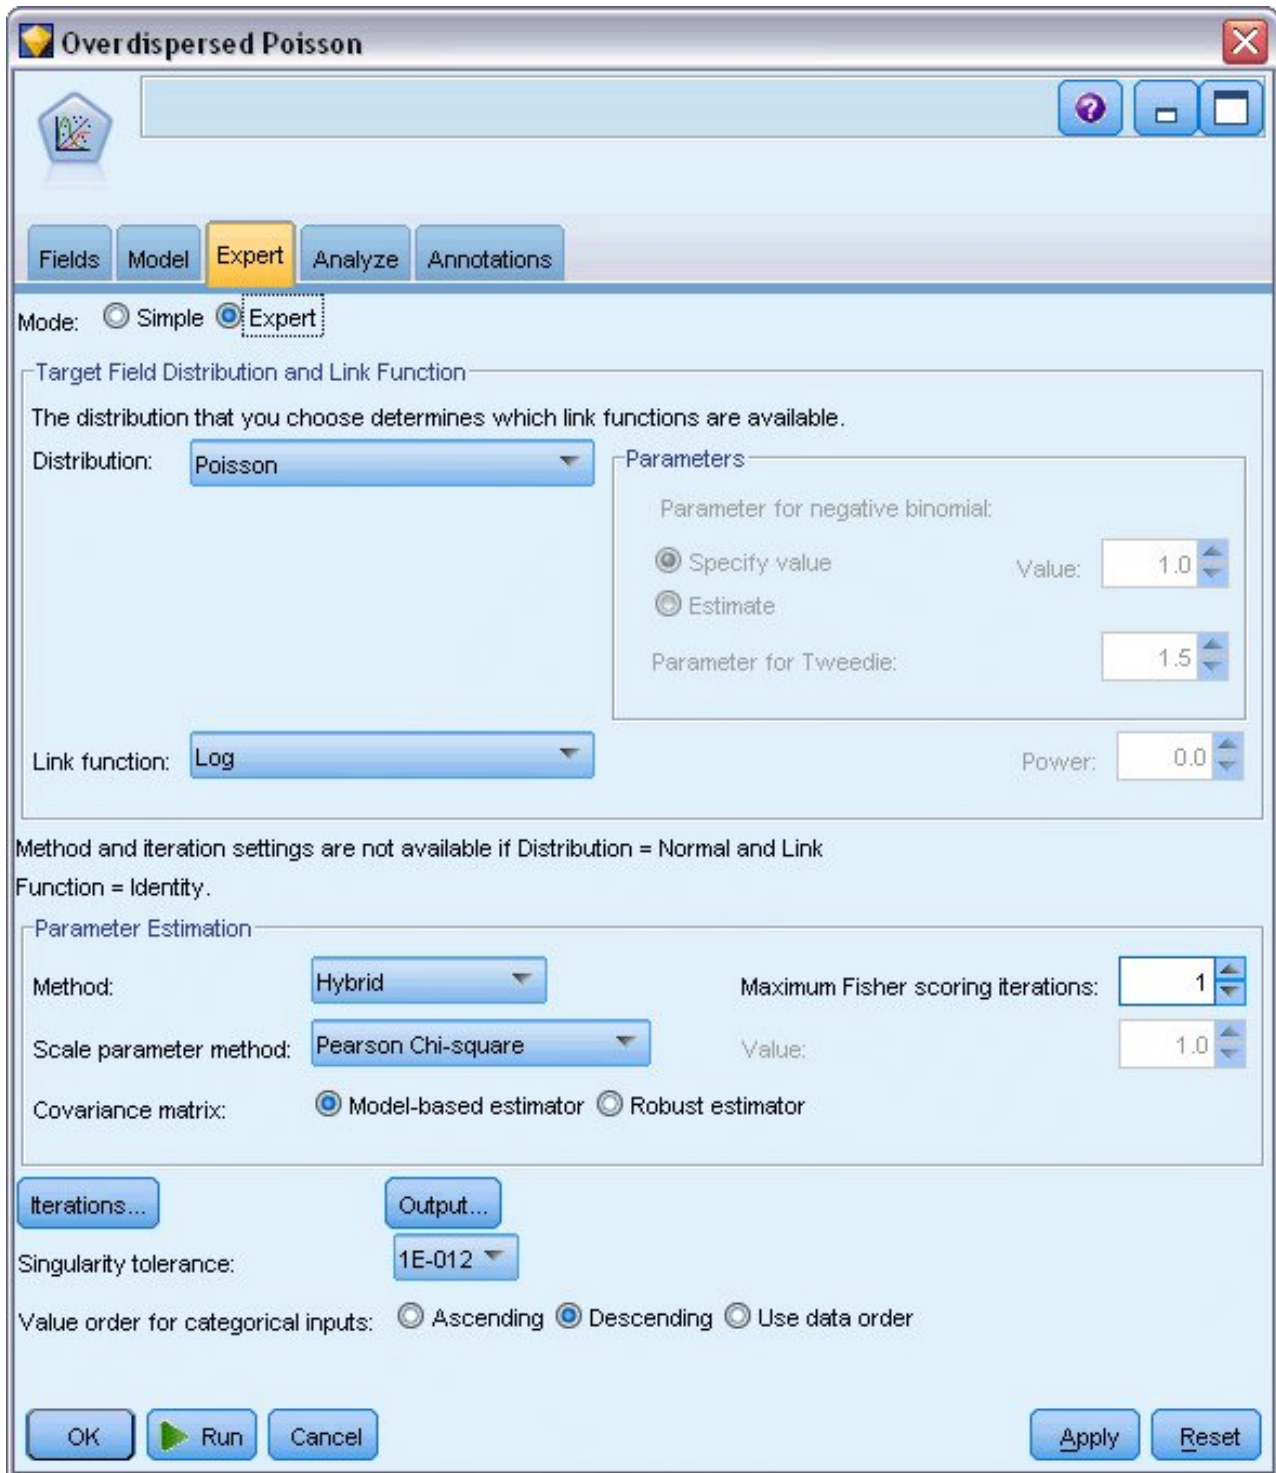 Overdispersed Poisson
Fields Model Expert Analyze Annotations
Mode: Simple Expert
Target Field Distribution and Link Function
The distribution that you choose determines which link functions are available.
Distribution: Poisson
Parameters
Parameter for negative binomial:
Specify value Value: 1.0
Estimate
Parameter for Tweedie: 1.5
Link function: Log Power: 0.0
Method and iteration settings are not available if Distribution = Normal and Link
Function = Identity.
Parameter Estimation
Method: Hybrid Maximum Fisher scoring iterations: 1
Scale parameter method: Pearson Chi-square Value: 1.0
Covariance matrix: Model-based estimator Robust estimator
Iterations... Output...
Singularity tolerance: 1E-012
Value order for categorical inputs: Ascending Descending Use data order
OK Run Cancel Apply Reset